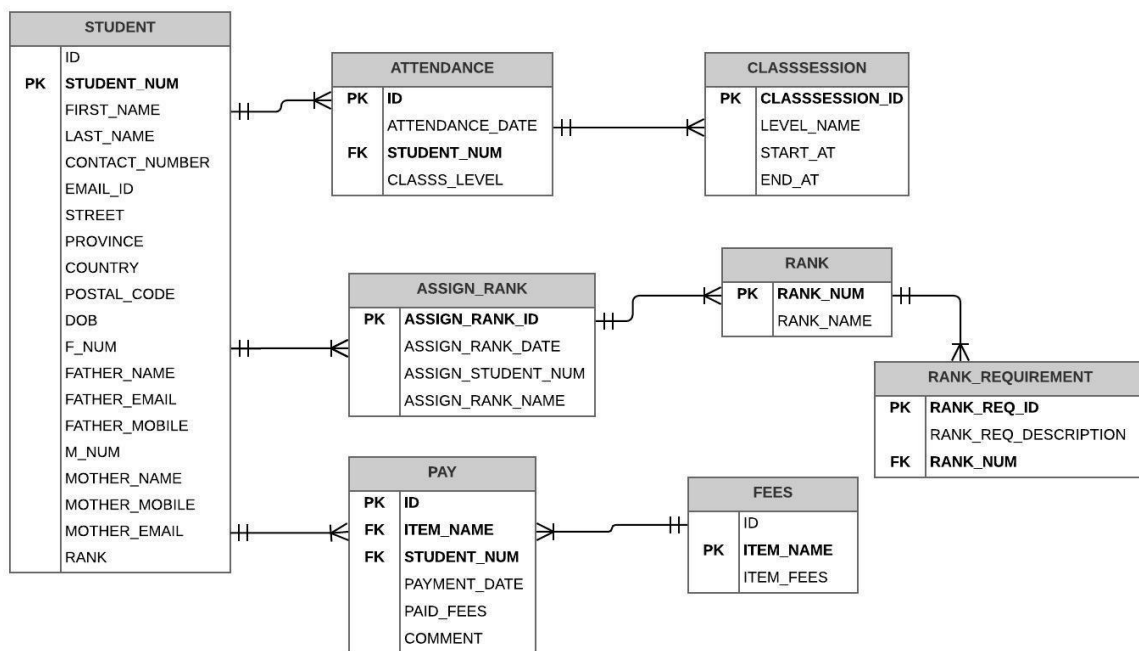 STUDENT
ID
PK STUDENT_NUM
FIRST_NAME
LAST_NAME
CONTACT_NUMBER
EMAIL_ID
STREET
PROVINCE
COUNTRY
POSTAL_CODE
DOB
F_NUM
FATHER_NAME
FATHER_EMAIL
FATHER_MOBILE
M_NUM
MOTHER_NAME
MOTHER_MOBILE
MOTHER_EMAIL
RANK
ATTENDANCE
PK ID
ATTENDANCE_DATE
FK STUDENT_NUM
CLASSS_LEVEL
CLASSSESSION
PK CLASSSESSION_ID
LEVEL_NAME
START_AT
END_AT
ASSIGN_RANK
PK ASSIGN_RANK_ID
ASSIGN_RANK_DATE
ASSIGN_STUDENT_NUM
ASSIGN_RANK_NAME
RANK
PK RANK_NUM
RANK_NAME
RANK_REQUIREMENT
PK RANK_REQ_ID
RANK_REQ_DESCRIPTION
FK RANK_NUM
PAY
PK ID
FK ITEM_NAME
FK STUDENT_NUM
PAYMENT_DATE
PAID_FEES
COMMENT
FEES
ID
PK ITEM_NAME
ITEM_FEES